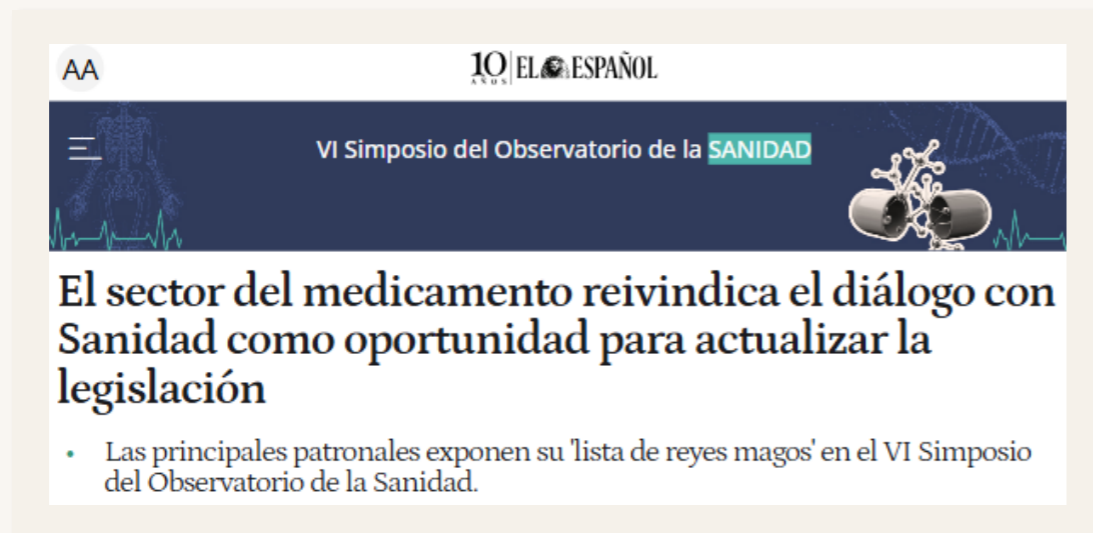 AA
10 AÑOS EL ESPAÑOL
VI Simposio del Observatorio de la SANIDAD
El sector del medicamento reivindica el diálogo con
Sanidad como oportunidad para actualizar la
legislación
• Las principales patronales exponen su 'lista de reyes magos' en el VI Simposio
del Observatorio de la Sanidad.